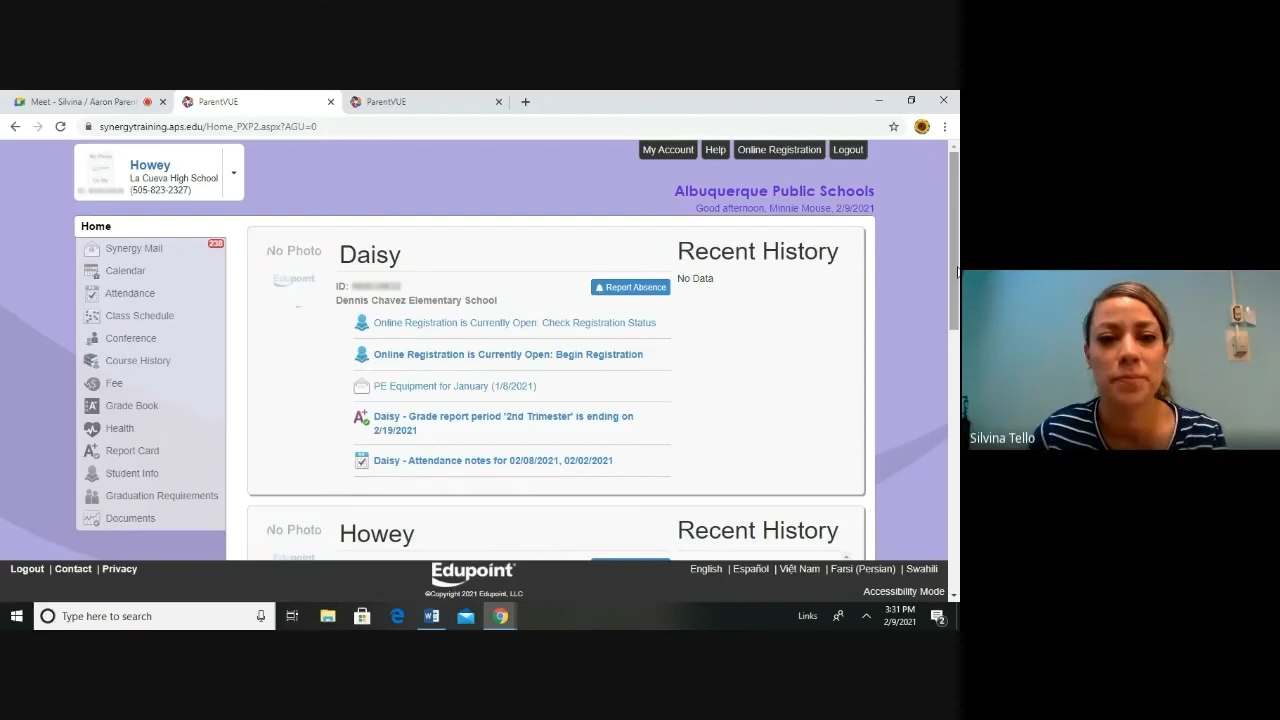 Meet - Silvina / Aaron Paren
ParentVUE
ParentVUE
synergytraining.aps.edu/Home_PXP2.aspx?AGU=0
No Photo
Howey
La Cueva High School
(505-823-2327)
My Account
Help
Online Registration
Logout
Albuquerque Public Schools
Good afternoon, Minnie Mouse, 2/9/2021
Home
Synergy Mail
Calendar
Attendance
Class Schedule
Conference
Course History
Fee
Grade Book
Health
Report Card
Student Info
Graduation Requirements
Documents
No Photo
Edupoint
Daisy
ID:
Dennis Chavez Elementary School
Report Absence
Recent History
No Data
Online Registration is Currently Open: Check Registration Status
Online Registration is Currently Open: Begin Registration
PE Equipment for January (1/8/2021)
Daisy - Grade report period '2nd Trimester' is ending on
2/19/2021
Daisy - Attendance notes for 02/08/2021, 02/02/2021
No Photo
Edupoint
Howey
Recent History
Silvina Tello
Logout | Contact | Privacy
Edupoint
©Copyright 2021 Edupoint, LLC
English | Español | Việt Nam | Farsi (Persian) | Swahili
Accessibility Mode
Type here to search
Links
3:31 PM
2/9/2021
2